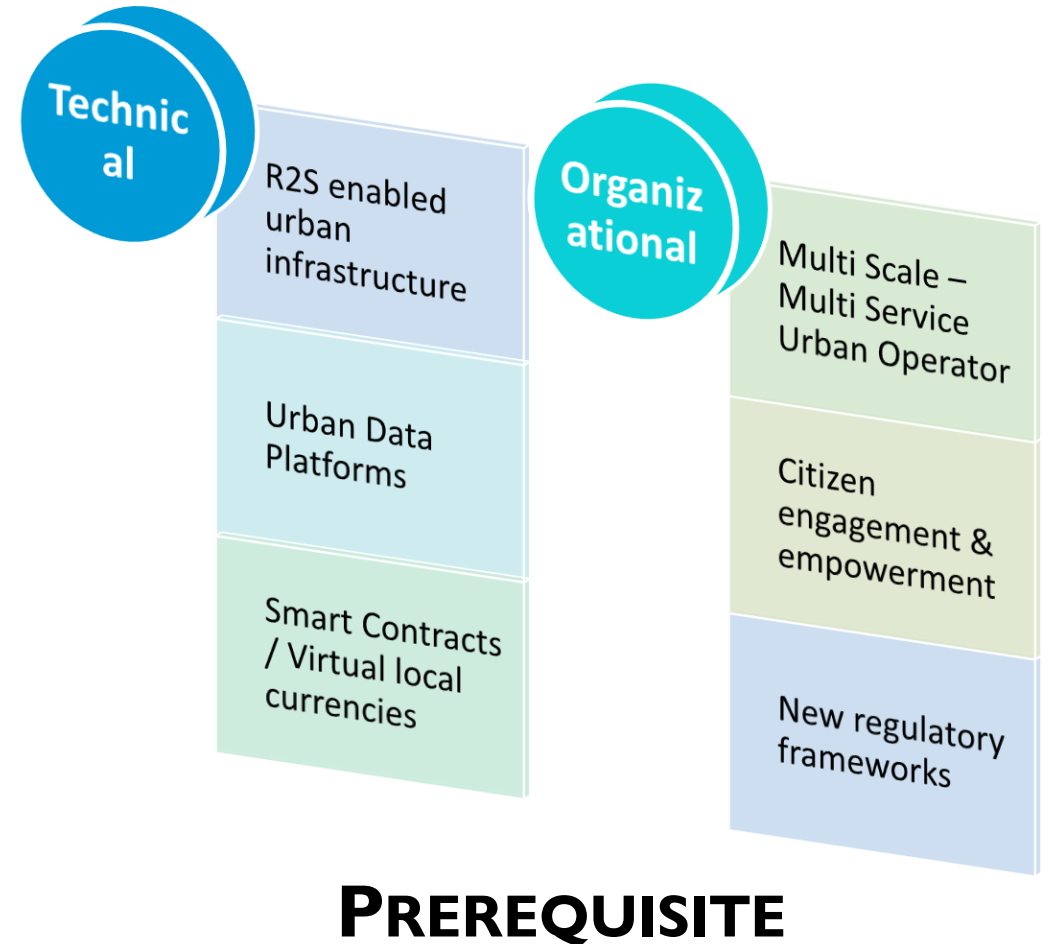 Technic
al
R2S enabled
urban
infrastructure
Urban Data
Platforms
Smart Contracts
/ Virtual local
currencies
Organiz
ational
Multi Scale –
Multi Service
Urban Operator
Citizen
engagement &
empowerment
New regulatory
frameworks
PREREQUISITE